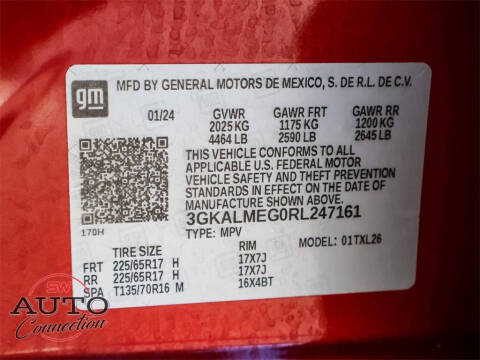 gm
MFD BY GENERAL MOTORS DE MEXICO, S. DE R.L. DE C.V.
01/24 GVWR GAWR FRT GAWR RR
2025 KG 1175 KG 1200 KG
4464 LB 2590 LB 2645 LB
THIS VEHICLE CONFORMS TO ALL
APPLICABLE U.S. FEDERAL MOTOR
VEHICLE SAFETY AND THEFT PREVENTION
STANDARDS IN EFFECT ON THE DATE OF
MANUFACTURE SHOWN ABOVE.
3GKALMEG0RL247161
170H TYPE: MPV MODEL: 01TXL26
TIRE SIZE RIM
FRT 225/65R17 H 17X7J
RR 225/65R17 H 17X7J
SPA T135/70R16 M 16X4BT
SW
AUTO
Connection